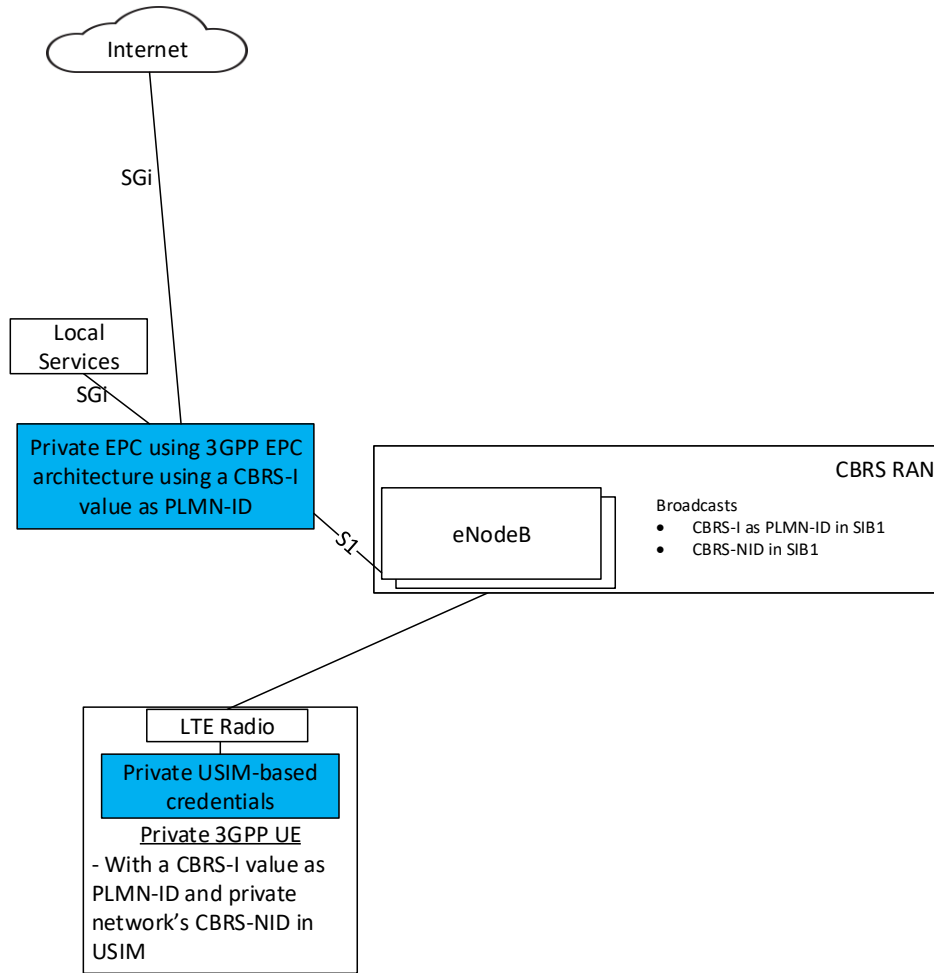 Internet
SGi
Local
Services
SGi
Private EPC using 3GPP EPC
architecture using a CBRS-I
value as PLMN-ID
S1
CBRS RAN
eNodeB
Broadcasts
• CBRS-I as PLMN-ID in SIB1
• CBRS-NID in SIB1
LTE Radio
Private USIM-based
credentials
Private 3GPP UE
- With a CBRS-I value as
PLMN-ID and private
network’s CBRS-NID in
USIM